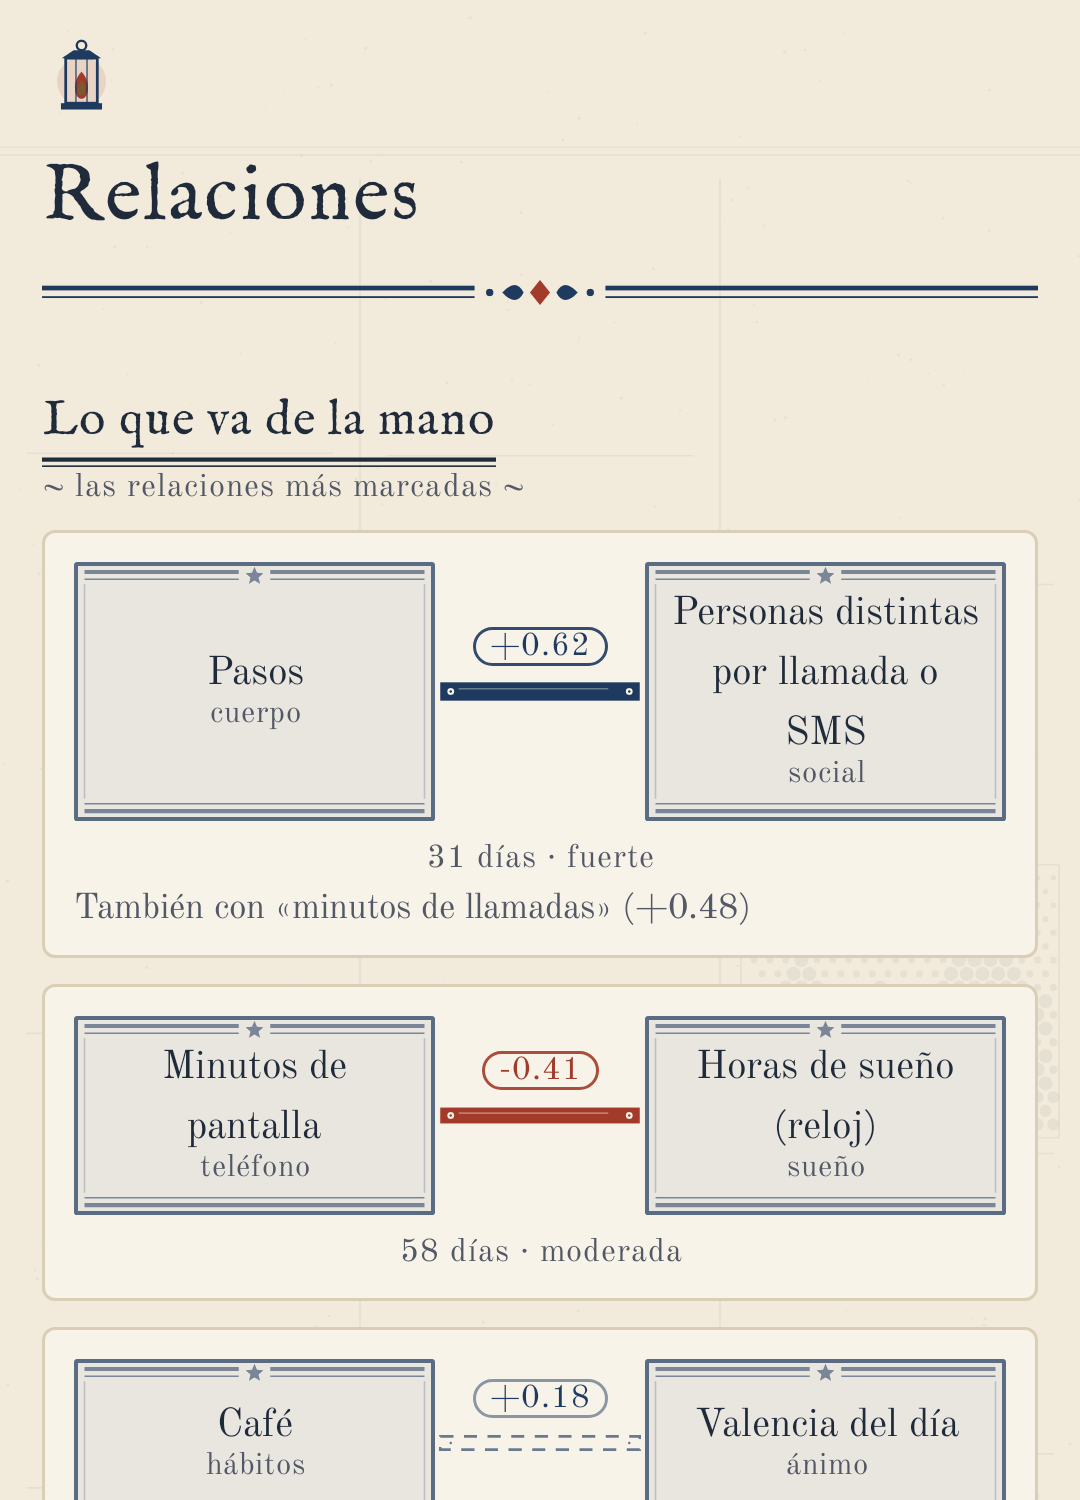 Relaciones
Lo que va de la mano
~ las relaciones más marcadas ~
Pasos
cuerpo
+0.62
Personas distintas
por llamada o
SMS
social
31 días · fuerte
También con «minutos de llamadas» (+0.48)
Minutos de
pantalla
teléfono
-0.41
Horas de sueño
(reloj)
sueño
58 días · moderada
Café
hábitos
+0.18
Valencia del día
ánimo